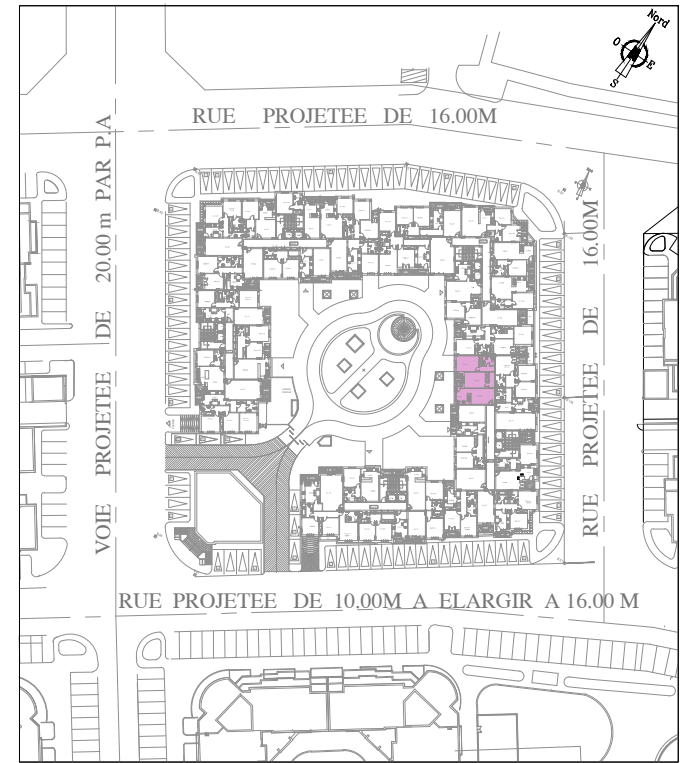 Nord
O
E
S
RUE PROJETEE DE 16.00M
VOIE PROJETEE DE 20.00 m PAR P.A
RUE PROJETEE DE 16.00M
RUE PROJETEE DE 10.00M A ELARGIR A 16.00 M